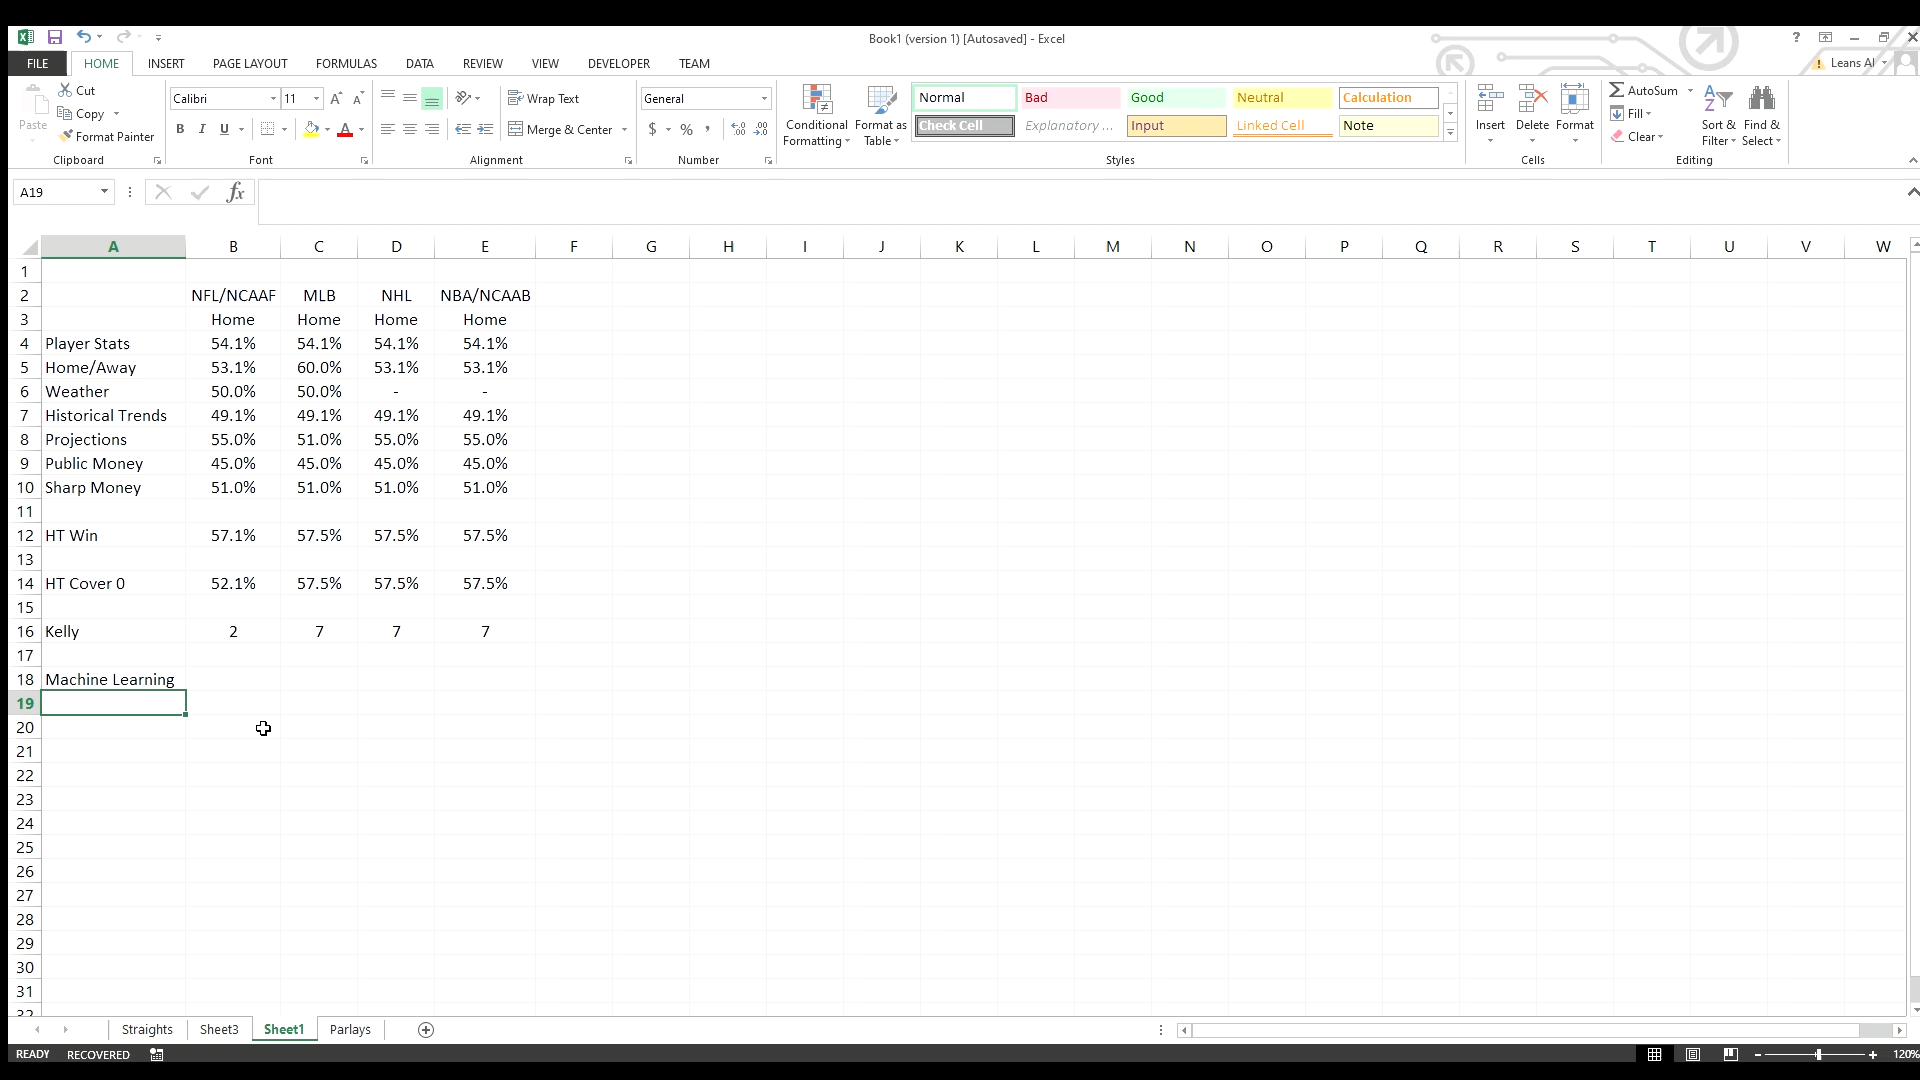 Book1 (version 1) [Autosaved] - Excel
?
FILE HOME INSERT PAGE LAYOUT FORMULAS DATA REVIEW VIEW DEVELOPER TEAM Leans AI
Paste Cut
Copy
Format Painter
Clipboard
Calibri 11 A A
B I U A
Font
Wrap Text
Merge & Center
Alignment
General
$ % , .0 .00 .00 .0
Number
Conditional Formatting
Format as Table
Normal Bad Good Neutral Calculation
Check Cell Explanatory ... Input Linked Cell Note
Styles
Insert Delete Format
Cells
AutoSum
Fill
Clear
Sort & Filter
Find & Select
Editing
A19 fx
A B C D E F G H I J K L M N O P Q R S T U V W
1
2 NFL/NCAAF MLB NHL NBA/NCAAB
3 Home Home Home Home
4 Player Stats 54.1% 54.1% 54.1% 54.1%
5 Home/Away 53.1% 60.0% 53.1% 53.1%
6 Weather 50.0% 50.0% - -
7 Historical Trends 49.1% 49.1% 49.1% 49.1%
8 Projections 55.0% 51.0% 55.0% 55.0%
9 Public Money 45.0% 45.0% 45.0% 45.0%
10 Sharp Money 51.0% 51.0% 51.0% 51.0%
11
12 HT Win 57.1% 57.5% 57.5% 57.5%
13
14 HT Cover 0 52.1% 57.5% 57.5% 57.5%
15
16 Kelly 2 7 7 7
17
18 Machine Learning
19
20
21
22
23
24
25
26
27
28
29
30
31
32
Straights Sheet3 Sheet1 Parlays
READY RECOVERED 120%